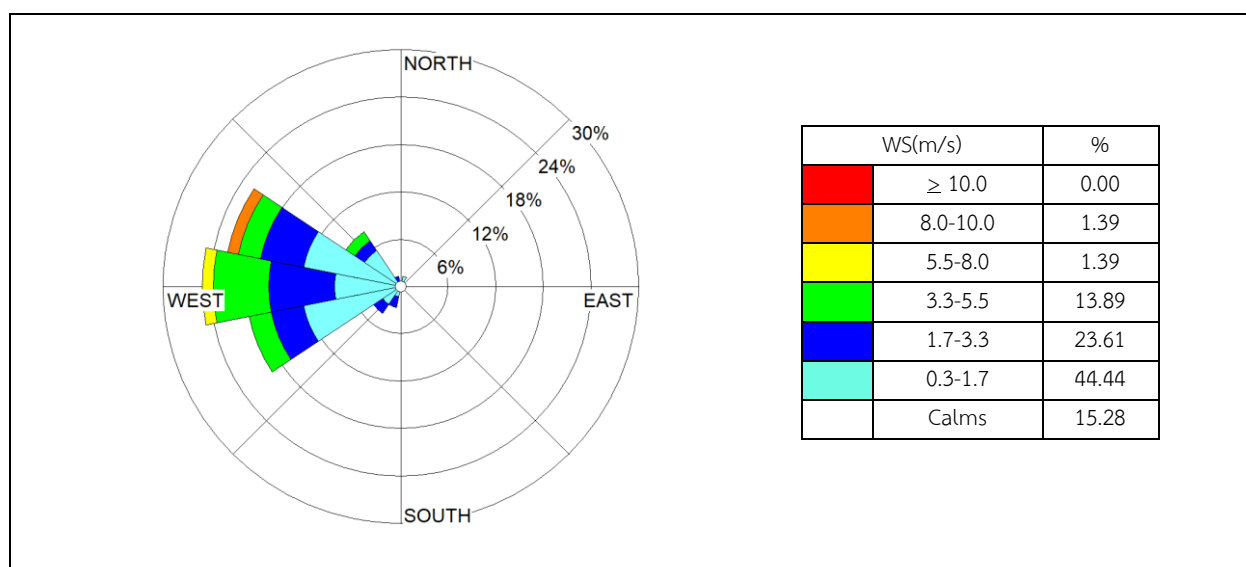 NORTH
30%
24%
18%
12%
6%
WEST
EAST
SOUTH
WS(m/s) %
≥ 10.0 0.00
8.0-10.0 1.39
5.5-8.0 1.39
3.3-5.5 13.89
1.7-3.3 23.61
0.3-1.7 44.44
Calms 15.28